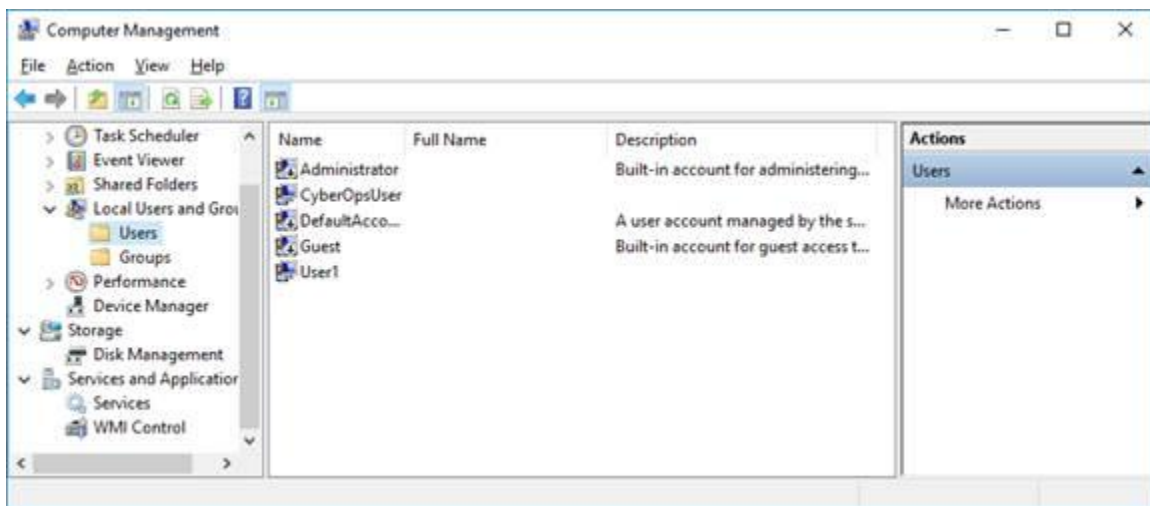 Computer Management
File Action View Help
Task Scheduler
Event Viewer
Shared Folders
Local Users and Grou
Users
Groups
Performance
Device Manager
Storage
Disk Management
Services and Application
Services
WMI Control
Name Full Name Description
Administrator Built-in account for administering...
CyberOpsUser
DefaultAcco... A user account managed by the s...
Guest Built-in account for guest access t...
User1
Actions
Users
More Actions